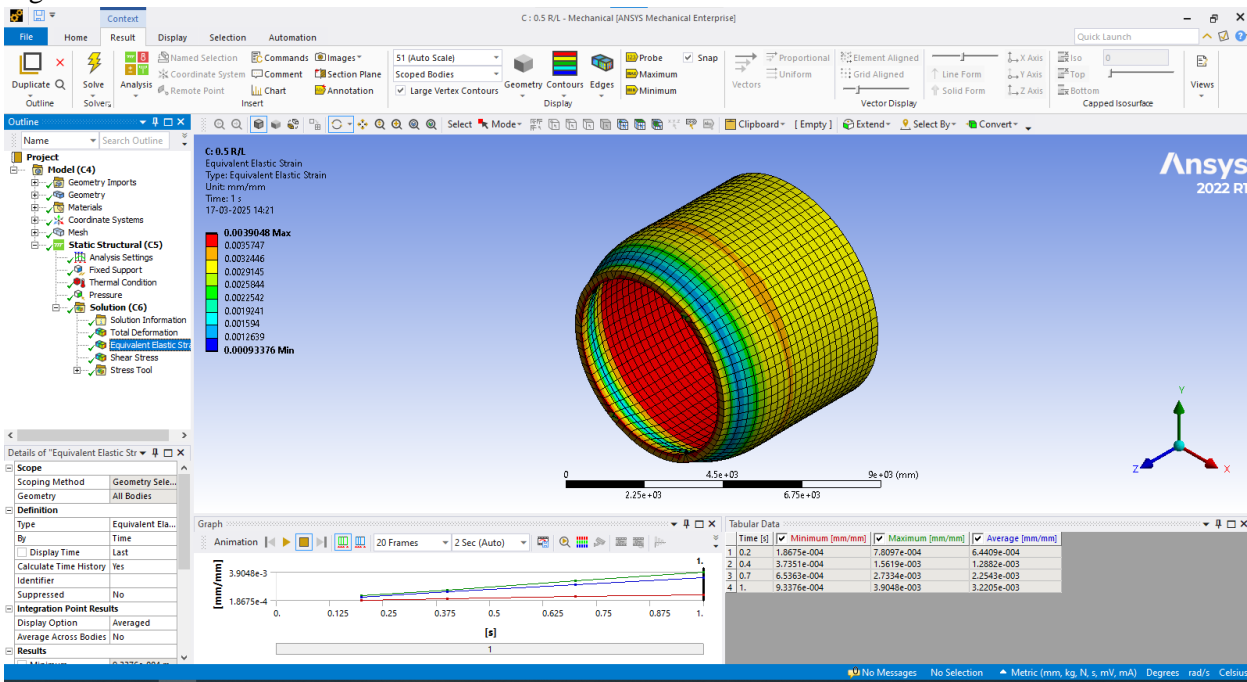 Context
C : 0.5 R/L - Mechanical [ANSYS Mechanical Enterprise]
File Home Result Display Selection Automation
Quick Launch
Duplicate Q
Outline
Solve
Solver
Analysis
Named Selection
Coordinate System
Remote Point
Commands
Comment
Chart
Images
Section Plane
Annotation
Insert
51 (Auto Scale)
Scoped Bodies
Large Vertex Contours
Geometry Contours Edges
Display
Probe
Maximum
Minimum
Snap
Vectors
Proportional
Uniform
Element Aligned
Grid Aligned
Line Form
Solid Form
X Axis
Y Axis
Z Axis
Vector Display
Iso 0
Top
Bottom
Capped Isosurface
Views
Outline
Name Search Outline
Select Mode Clipboard [ Empty ] Extend Select By Convert
Project
Model (C4)
Geometry Imports
Geometry
Materials
Coordinate Systems
Mesh
Static Structural (C5)
Analysis Settings
Fixed Support
Thermal Condition
Pressure
Solution (C6)
Solution Information
Total Deformation
Equivalent Elastic Stra
Shear Stress
Stress Tool
C: 0.5 R/L
Equivalent Elastic Strain
Type: Equivalent Elastic Strain
Unit: mm/mm
Time: 1 s
17-03-2025 14:21
0.0039048 Max
0.0035747
0.0032446
0.0029145
0.0025844
0.0022542
0.0019241
0.001594
0.0012639
0.00093376 Min
Ansys
2022 R1
Y
Z
X
0 4.5e+03 9e+03 (mm)
2.25e+03 6.75e+03
Details of "Equivalent Elastic Str
Scope
Scoping Method Geometry Sele...
Geometry All Bodies
Definition
Type Equivalent Ela...
By Time
Display Time Last
Calculate Time History Yes
Identifier
Suppressed No
Integration Point Results
Display Option Averaged
Average Across Bodies No
Results
Graph
Animation 20 Frames 2 Sec (Auto)
[mm/mm]
3.9048e-3
1.8675e-4
1.
0. 0.125 0.25 0.375 0.5 0.625 0.75 0.875 1.
[s]
1
Tabular Data
Time [s] Minimum [mm/mm] Maximum [mm/mm] Average [mm/mm]
1 0.2 1.8675e-004 7.8097e-004 6.4409e-004
2 0.4 3.7351e-004 1.5619e-003 1.2882e-003
3 0.7 6.5363e-004 2.7334e-003 2.2543e-003
4 1. 9.3376e-004 3.9048e-003 3.2205e-003
No Messages No Selection Metric (mm, kg, N, s, mV, mA) Degrees rad/s Celsius